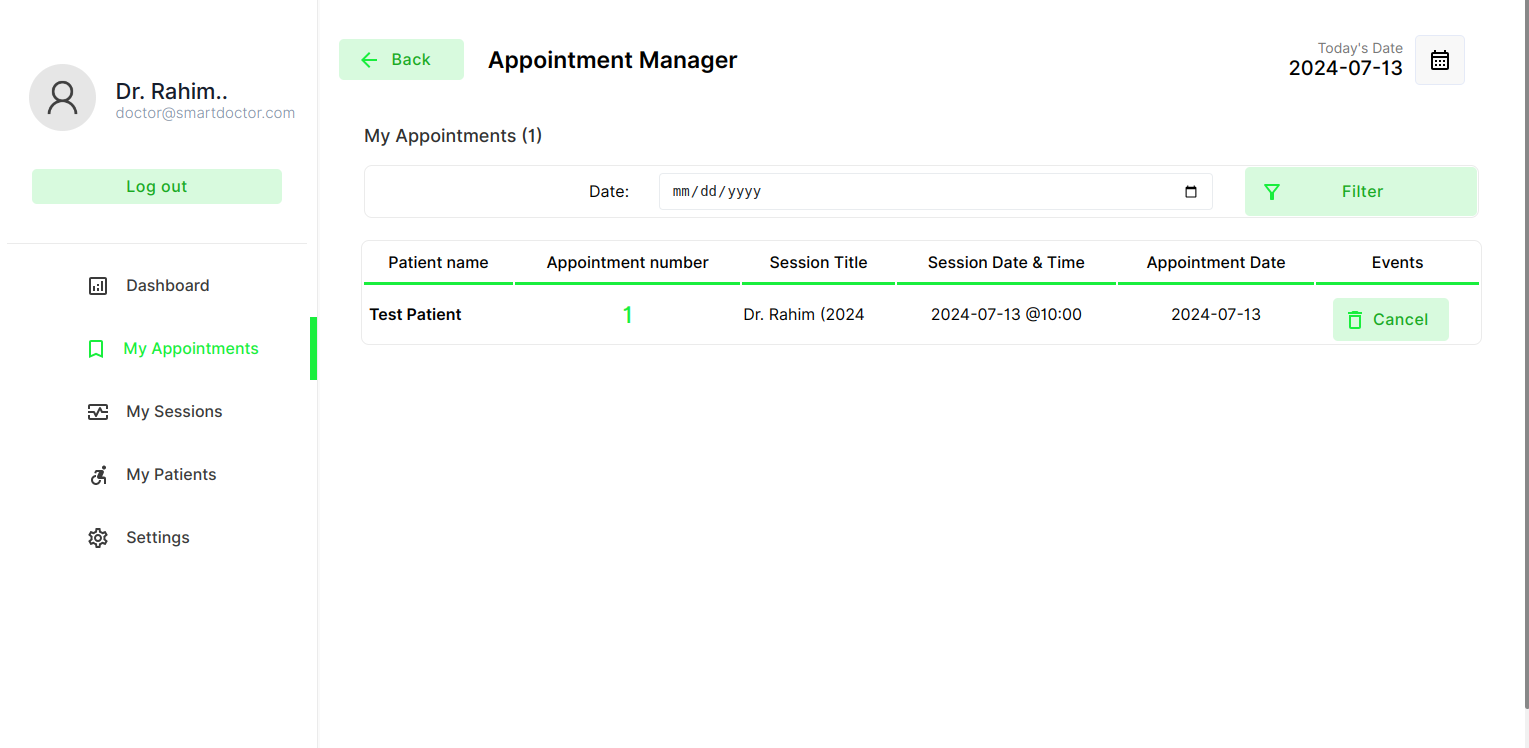 Dr. Rahim..
doctor@smartdoctor.com
Log out
Dashboard
My Appointments
My Sessions
My Patients
Settings
Back
Appointment Manager
Today's Date
2024-07-13
My Appointments (1)
Date: mm/dd/yyyy Filter
Patient name Appointment number Session Title Session Date & Time Appointment Date Events
Test Patient 1 Dr. Rahim (2024 2024-07-13 @10:00 2024-07-13 Cancel